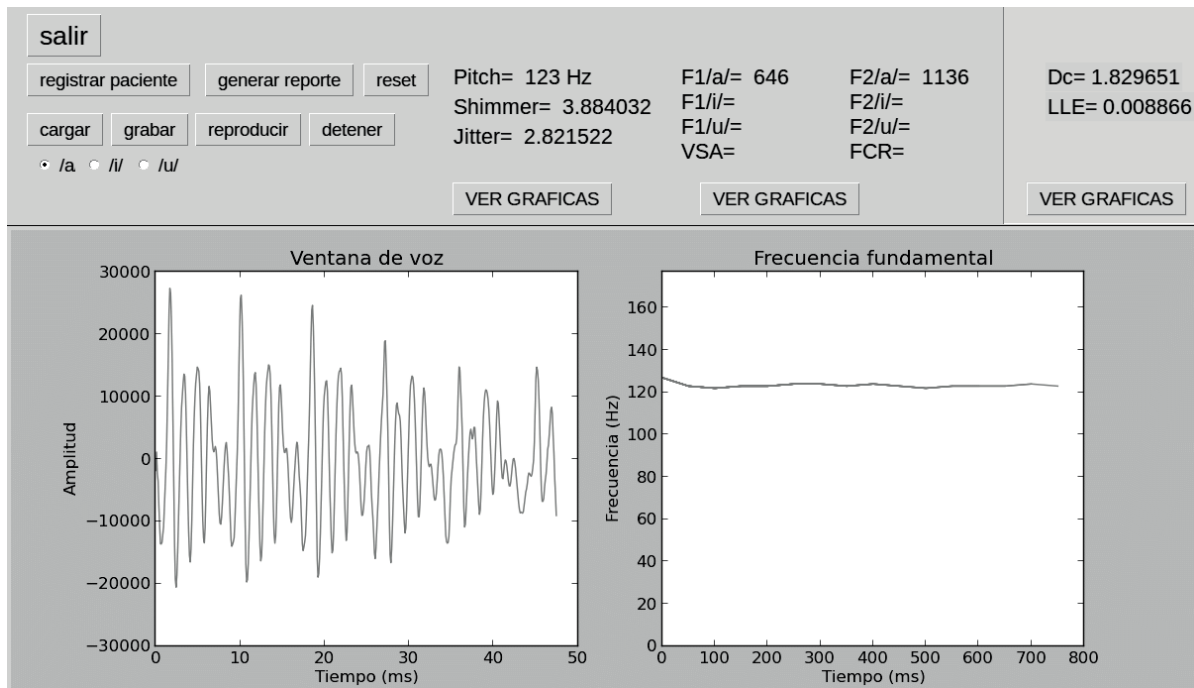 salir
registrar paciente generar reporte reset
cargar grabar reproducir detener
/a /i/ /u/
Pitch= 123 Hz
Shimmer= 3.884032
Jitter= 2.821522
VER GRAFICAS
F1/a/= 646 F2/a/= 1136
F1/i/= F2/i/=
F1/u/= F2/u/=
VSA= FCR=
VER GRAFICAS
Dc= 1.829651
LLE= 0.008866
VER GRAFICAS
Ventana de voz
30000
20000
10000
0
−10000
−20000
−30000
Amplitud
0 10 20 30 40 50
Tiempo (ms)
Frecuencia fundamental
160
140
120
100
80
60
40
20
0
Frecuencia (Hz)
0 100 200 300 400 500 600 700 800
Tiempo (ms)